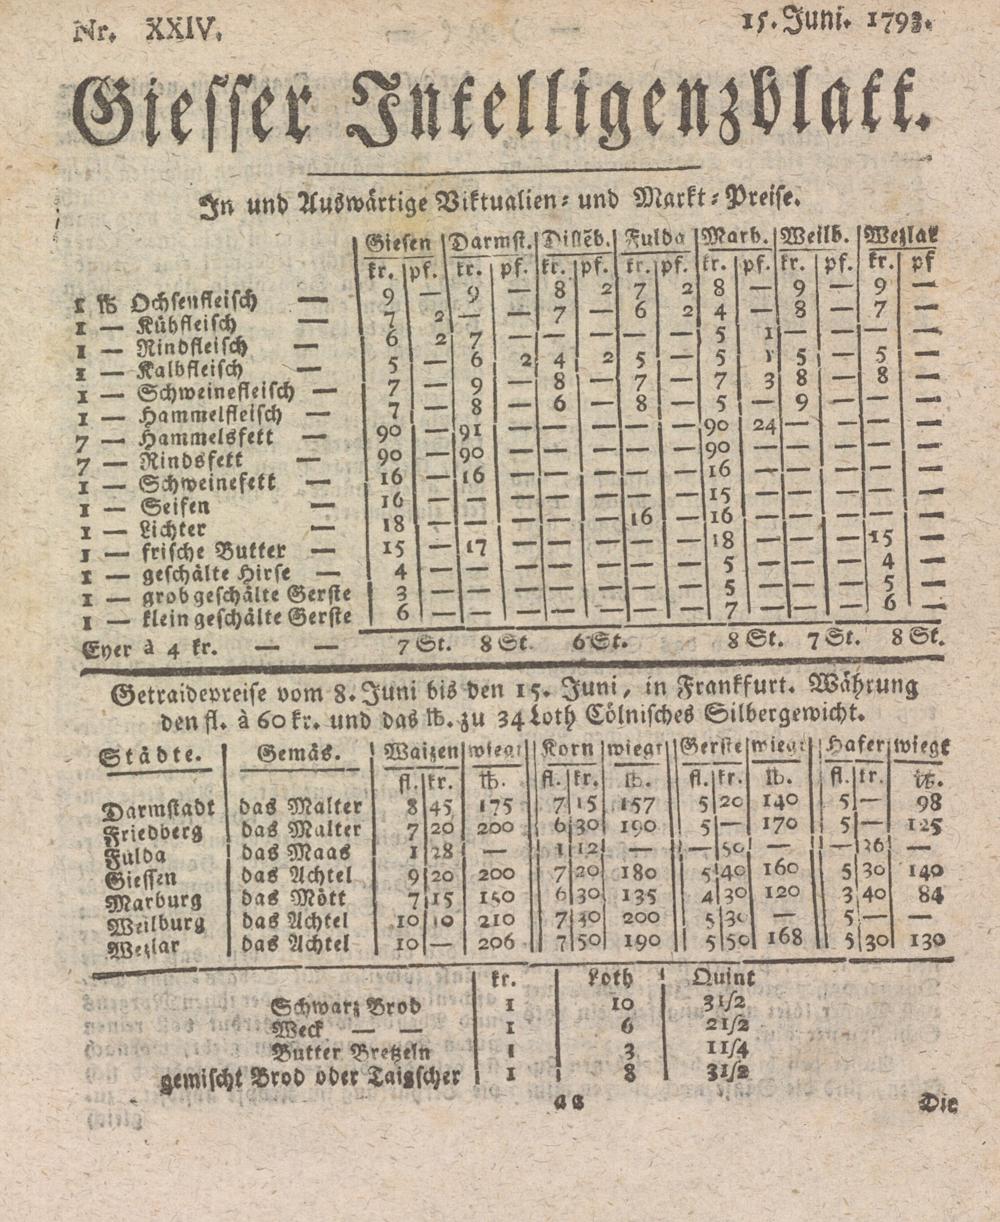 Nr. XXIV. 15. Juni. 1793.
Giesser Intelligenzblatt.
In und Auswärtige Viktualien- und Markt-Preise.
Giesen Darmst. Fulda Marb. Weilb. Wezlar
kr. pf. kr. pf. kr. pf. kr. pf. kr. pf. kr. pf. kr. pf
1 ℔ Ochsenfleisch — 9 — 9 — 8 2 7 2 8 — 9 — 9 —
1 — Kühfleisch — 7 2 — — 7 — 6 2 4 — 8 — 7 —
1 — Rindfleisch — 6 2 7 — — — — — 5 1 — — — —
1 — Kalbfleisch — 5 — 6 2 4 2 5 — 5 1 5 — 5 —
1 — Schweinefleisch — 7 — 9 — 8 — 7 — 7 3 8 — 8 —
1 — Hammelfleisch — 7 — 8 — 6 — 8 — 5 — 9 — — —
7 — Hammelsfett — 90 — 91 — — — — — 90 24 — — — —
7 — Rindsfett — 90 — 90 — — — — — 90 — — — — —
1 — Schweinefett — 16 — 16 — — — — — 16 — — — — —
1 — Seifen — 16 — — — — — — — 15 — — — — —
1 — Lichter — 18 — — — — — 16 — 16 — — — — —
1 — frische Butter — 15 — 17 — — — — — 18 — — — 15 —
1 — geschälte Hirse — 4 — — — — — — — 5 — — — 4 —
1 — grob geschälte Gerste 3 — — — — — — — 5 — — — 5 —
1 — klein geschälte Gerste 6 — — — — — — — 7 — — — 6 —
Eyer à 4 kr. — — 7 St. 8 St. 6 St. 8 St. 7 St. 8 St.
Getraidepreise vom 8. Juni bis den 15. Juni, in Frankfurt. Währung
den fl. à 60 kr. und das ℔. zu 34 Loth Cölnisches Silbergewicht.
Städte. Gemäs. Waizen wiegt Korn wiegt Gerste wiegt Hafer wiegt
fl. kr. ℔. fl. kr. ℔. fl. kr. ℔. fl. kr. ℔.
Darmstadt das Malter 8 45 175 7 15 157 5 20 140 5 — 98
Friedberg das Malter 7 20 200 6 30 190 5 — 170 5 — 125
Fulda das Maas 1 28 — 1 12 — — 50 — — 36 —
Giessen das Achtel 9 20 200 7 20 180 5 40 160 5 30 140
Marburg das Mött 7 15 150 6 30 135 4 30 120 3 40 84
Weilburg das Achtel 10 10 210 7 30 200 5 30 — 5 — —
Wezlar das Achtel 10 — 206 7 50 190 5 50 168 5 30 130
kr. Loth Quint
Schwarz Brod 1 10 3 1/2
Weck — — 1 6 2 1/2
Butter Bretzeln 1 3 1 1/4
gemischt Brod oder Taigscher 1 8 3 1/2
Die